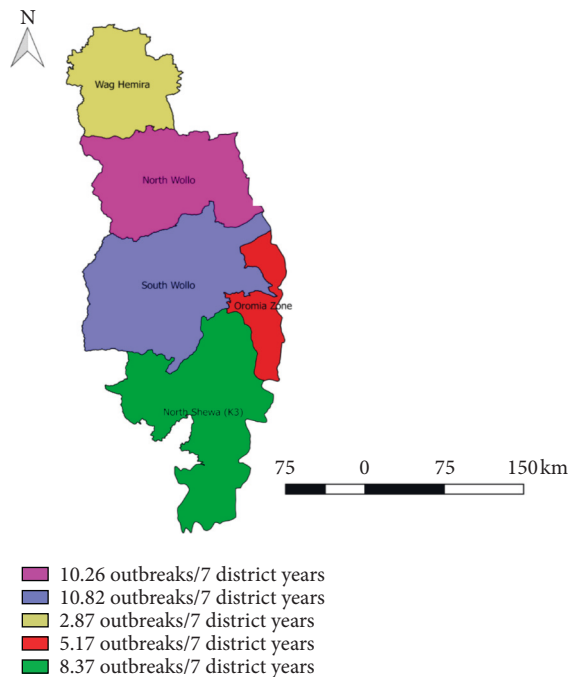 N
Wag Hemira
North Wollo
South Wollo
Oromia Zone
North Shewa (K3)
75 0 75 150 km
10.26 outbreaks/7 district years
10.82 outbreaks/7 district years
2.87 outbreaks/7 district years
5.17 outbreaks/7 district years
8.37 outbreaks/7 district years